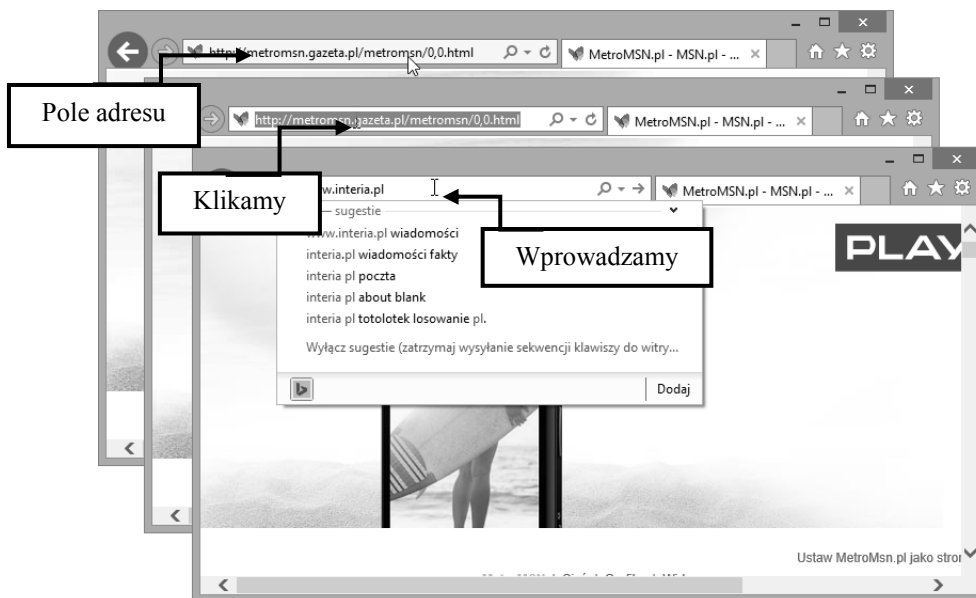 http://metromsn.gazeta.pl/metromsn/0,0.html
MetroMSN.pl - MSN.pl - ...
Pole adresu
http://metromsn.gazeta.pl/metromsn/0,0.html
MetroMSN.pl - MSN.pl - ...
Klikamy
w.interia.pl
MetroMSN.pl - MSN.pl - ...
— sugestie
www.interia.pl wiadomości
Wprowadzamy
interia.pl wiadomości fakty
interia pl poczta
interia pl about blank
interia pl totolotek losowanie pl.
Wyłącz sugestie (zatrzymaj wysyłanie sekwencji klawiszy do witry...
Dodaj
PLAY
Ustaw MetroMsn.pl jako stror